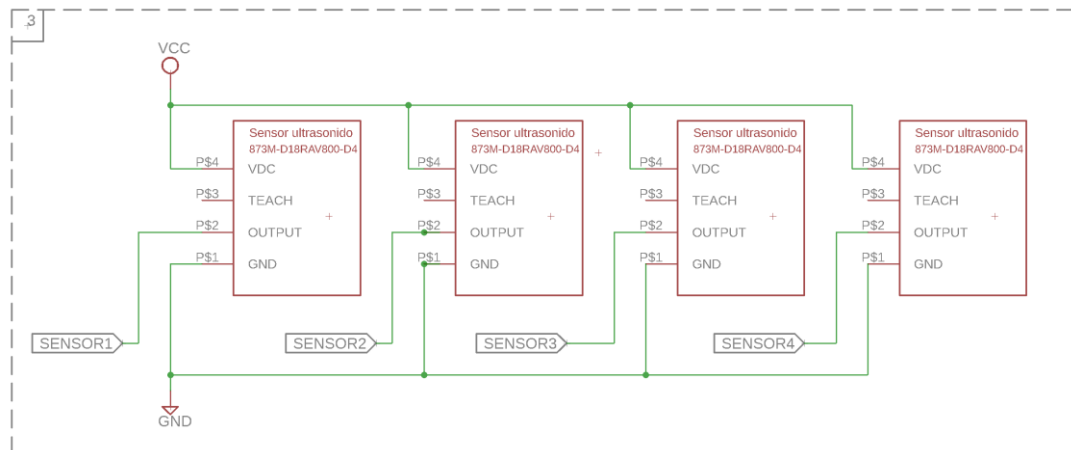 3
VCC
Sensor ultrasonido
873M-D18RAV800-D4
P$4 VDC
P$3 TEACH
P$2 OUTPUT
P$1 GND
Sensor ultrasonido
873M-D18RAV800-D4
P$4 VDC
P$3 TEACH
P$2 OUTPUT
P$1 GND
Sensor ultrasonido
873M-D18RAV800-D4
P$4 VDC
P$3 TEACH
P$2 OUTPUT
P$1 GND
Sensor ultrasonido
873M-D18RAV800-D4
P$4 VDC
P$3 TEACH
P$2 OUTPUT
P$1 GND
SENSOR1
SENSOR2
SENSOR3
SENSOR4
GND